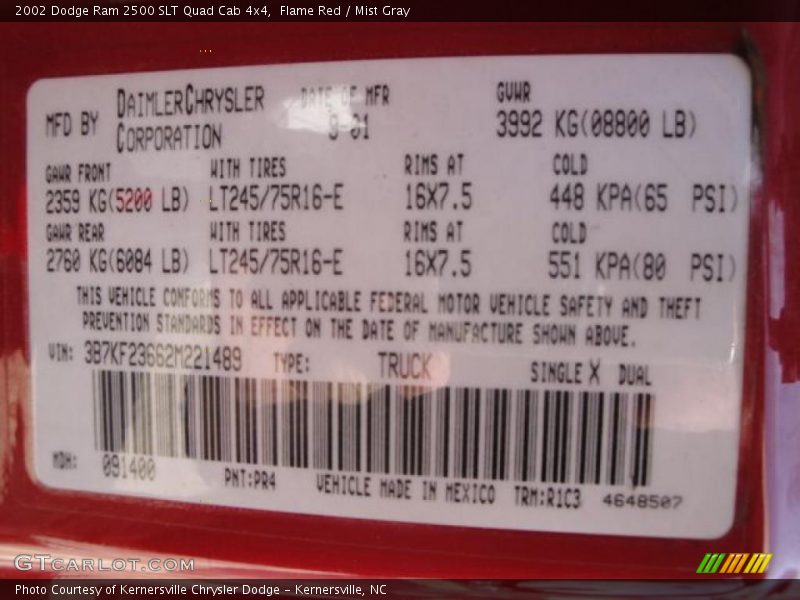 2002 Dodge Ram 2500 SLT Quad Cab 4x4,  Flame Red / Mist Gray
MFD BY DAIMLERCHRYSLER CORPORATION DATE OF MFR 9-01 GVWR 3992 KG(08800 LB)
GAWR FRONT WITH TIRES RIMS AT COLD
2359 KG(5200 LB) LT245/75R16-E 16X7.5 448 KPA(65 PSI)
GAWR REAR WITH TIRES RIMS AT COLD
2760 KG(6084 LB) LT245/75R16-E 16X7.5 551 KPA(80 PSI)
THIS VEHICLE CONFORMS TO ALL APPLICABLE FEDERAL MOTOR VEHICLE SAFETY AND THEFT
PREVENTION STANDARDS IN EFFECT ON THE DATE OF MANUFACTURE SHOWN ABOVE.
VIN: 3B7KF23662M221489 TYPE: TRUCK SINGLE X DUAL
MDH: 091400 PNT:PR4 VEHICLE MADE IN MEXICO TRM:R1C3 4648507
GTCARLOT.COM
Photo Courtesy of Kernersville Chrysler Dodge - Kernersville, NC